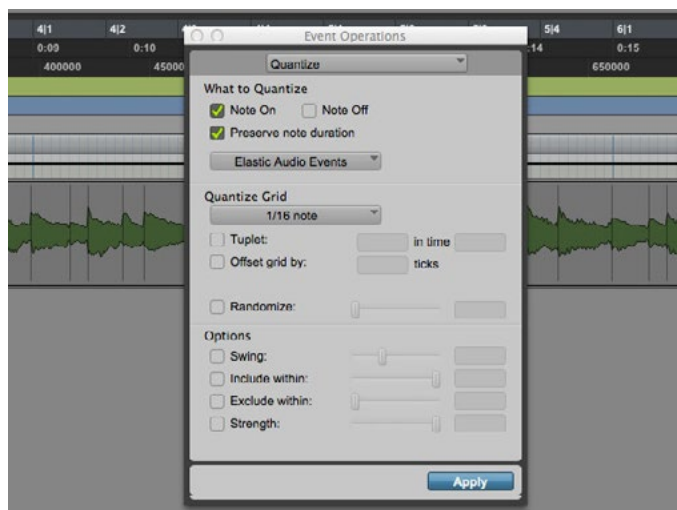 4|1 4|2 5|4 6|1
0:09 0:10 :14 0:15
400000 45000 650000
Event Operations
Quantize
What to Quantize
Note On Note Off
Preserve note duration
Elastic Audio Events
Quantize Grid
1/16 note
Tuplet: in time
Offset grid by: ticks
Randomize:
Options
Swing:
Include within:
Exclude within:
Strength:
Apply